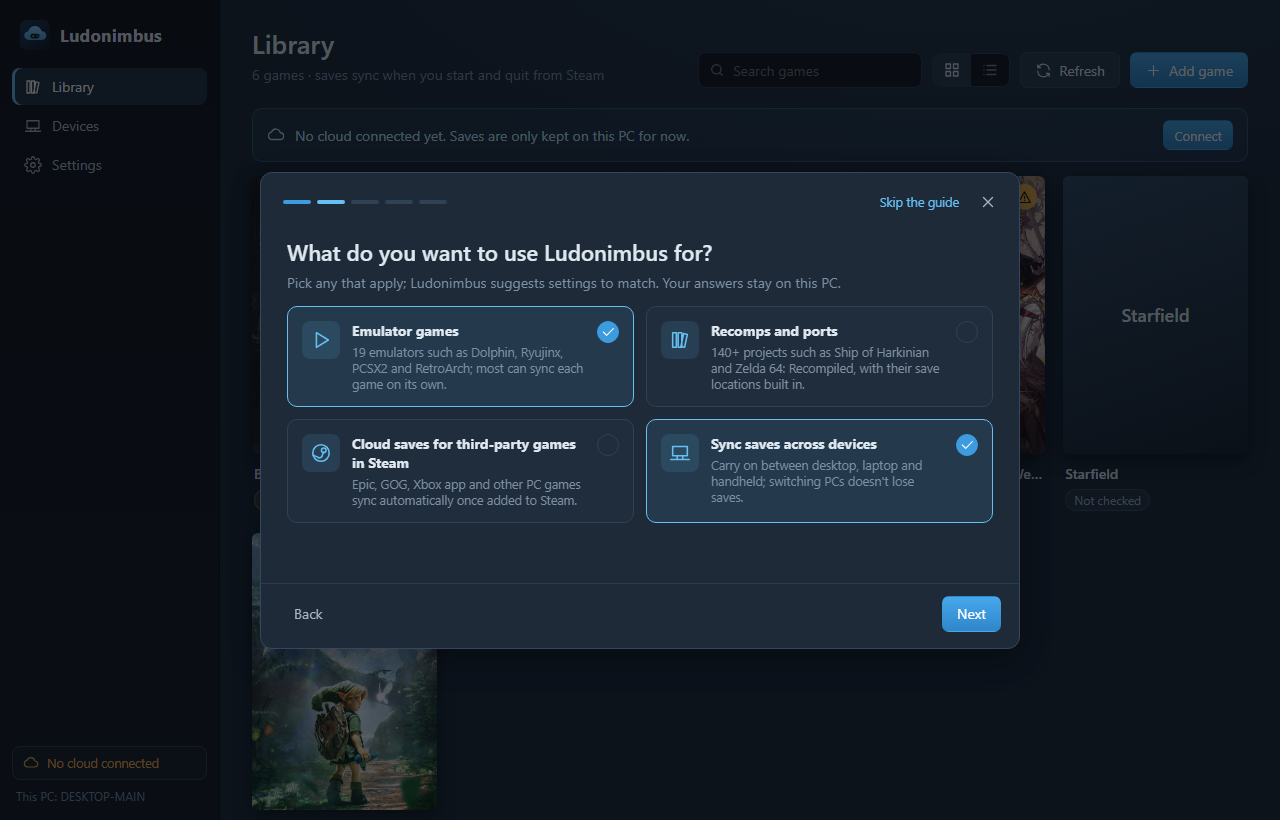 Ludonimbus
Library
Devices
Settings
No cloud connected
This PC: DESKTOP-MAIN
Library
6 games · saves sync when you start and quit from Steam
Search games
Refresh
Add game
No cloud connected yet. Saves are only kept on this PC for now.
Connect
Skip the guide
What do you want to use Ludonimbus for?
Pick any that apply; Ludonimbus suggests settings to match. Your answers stay on this PC.
Emulator games
19 emulators such as Dolphin, Ryujinx,
PCSX2 and RetroArch; most can sync each
game on its own.
Recomps and ports
140+ projects such as Ship of Harkinian
and Zelda 64: Recompiled, with their save
locations built in.
Cloud saves for third-party games
in Steam
Epic, GOG, Xbox app and other PC games
sync automatically once added to Steam.
Sync saves across devices
Carry on between desktop, laptop and
handheld; switching PCs doesn't lose
saves.
Back
Next
Starfield
Starfield
Not checked